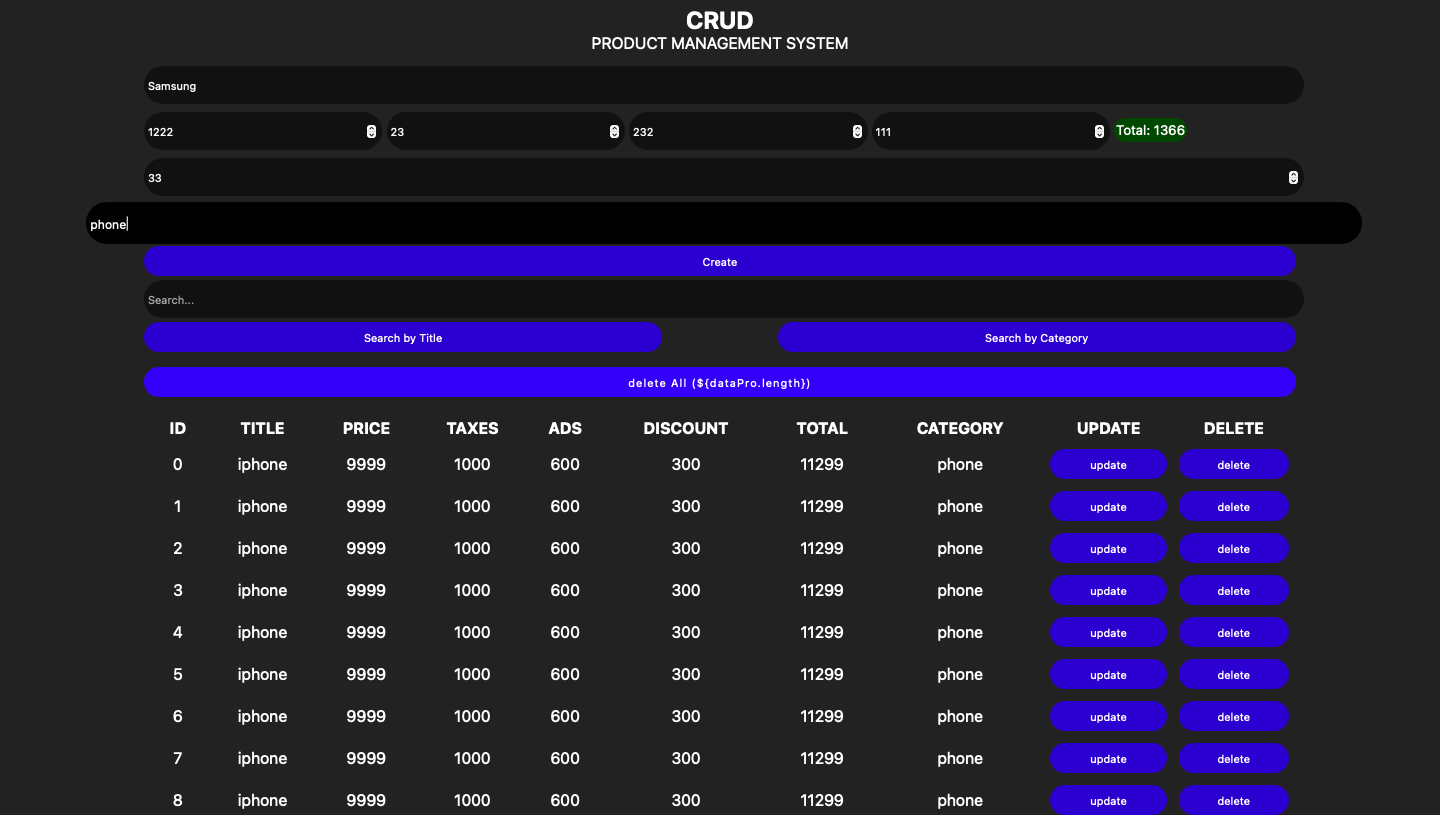 CRUD
PRODUCT MANAGEMENT SYSTEM
Samsung
1222 23 232 111 Total: 1366
33
phone
Create
Search...
Search by Title Search by Category
delete All (${dataPro.length})
ID TITLE PRICE TAXES ADS DISCOUNT TOTAL CATEGORY UPDATE DELETE
0 iphone 9999 1000 600 300 11299 phone update delete
1 iphone 9999 1000 600 300 11299 phone update delete
2 iphone 9999 1000 600 300 11299 phone update delete
3 iphone 9999 1000 600 300 11299 phone update delete
4 iphone 9999 1000 600 300 11299 phone update delete
5 iphone 9999 1000 600 300 11299 phone update delete
6 iphone 9999 1000 600 300 11299 phone update delete
7 iphone 9999 1000 600 300 11299 phone update delete
8 iphone 9999 1000 600 300 11299 phone update delete